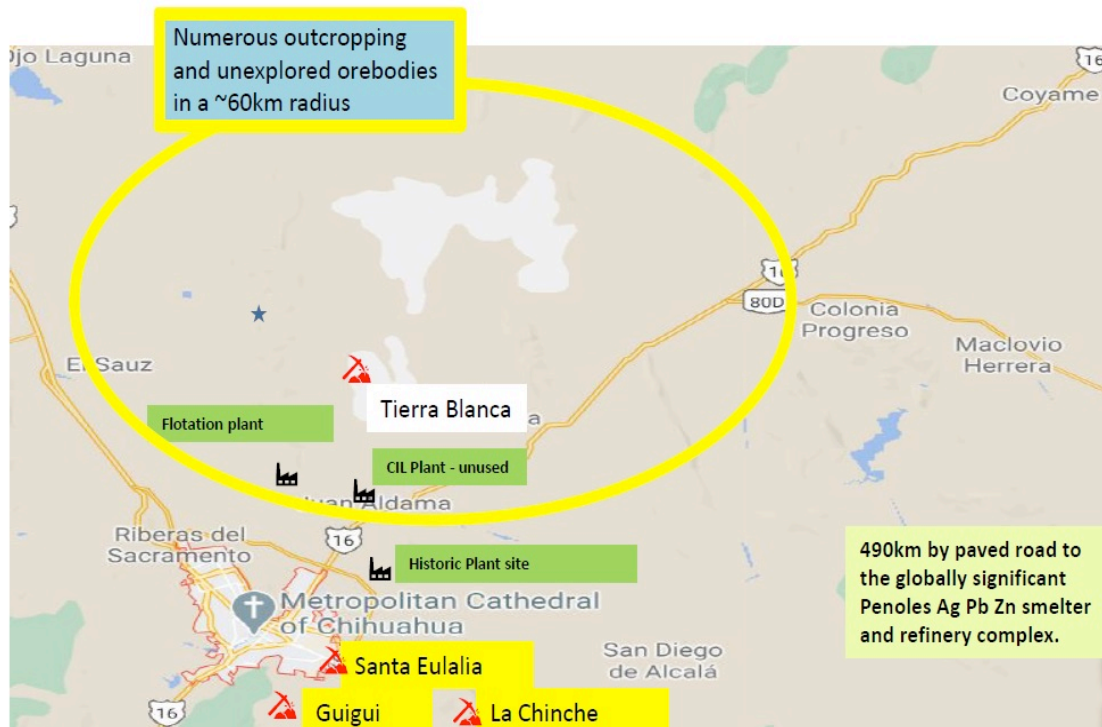 Numerous outcropping
and unexplored orebodies
in a ~60km radius
Ojo Laguna
16
Coyame
16
80D
Colonia
Progreso
Maclovio
Herrera
El Sauz
Tierra Blanca
Flotation plant
CIL Plant - unused
Juan Aldama
Riberas del
Sacramento
16
Historic Plant site
490km by paved road to
the globally significant
Penoles Ag Pb Zn smelter
and refinery complex.
Metropolitan Cathedral
of Chihuahua
San Diego
de Alcalá
Santa Eulalia
16
Guigui
La Chinche